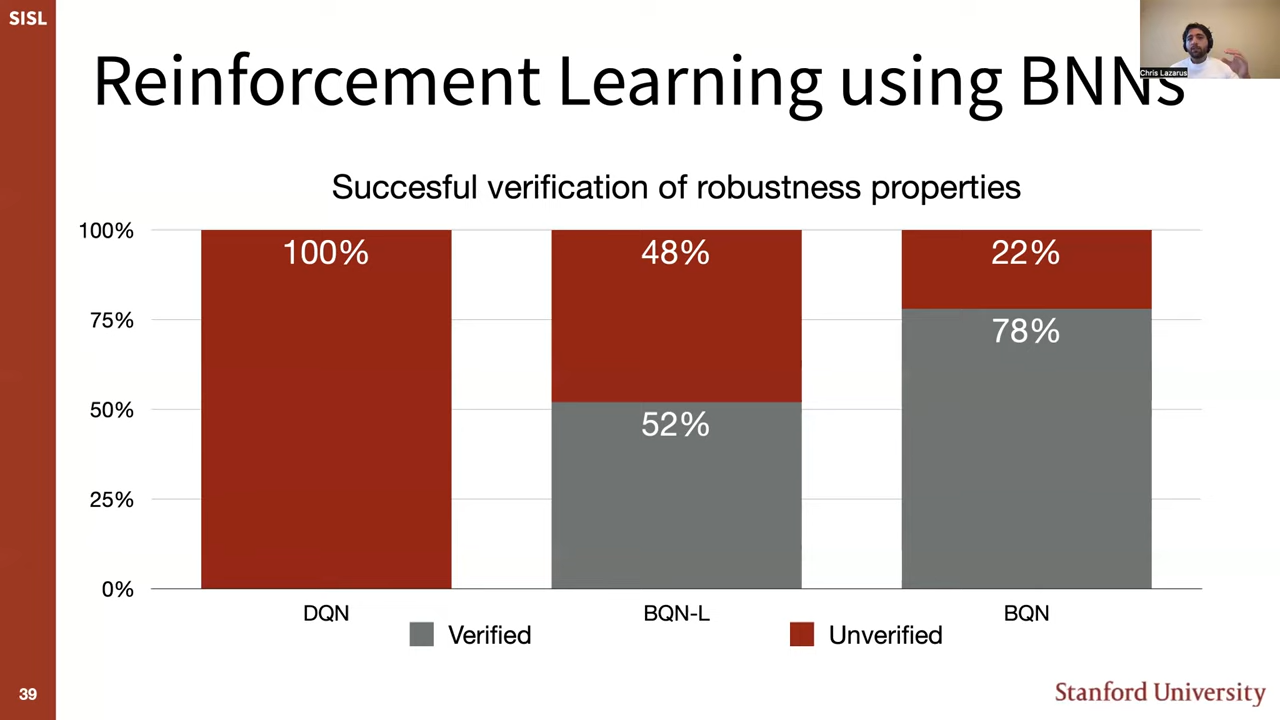 SISL
Reinforcement Learning using BNNs
Chris Lazarus
Succesful verification of robustness properties
100%
75%
50%
25%
0%
100%
48%
52%
22%
78%
DQN
BQN-L
BQN
Verified
Unverified
39
Stanford University